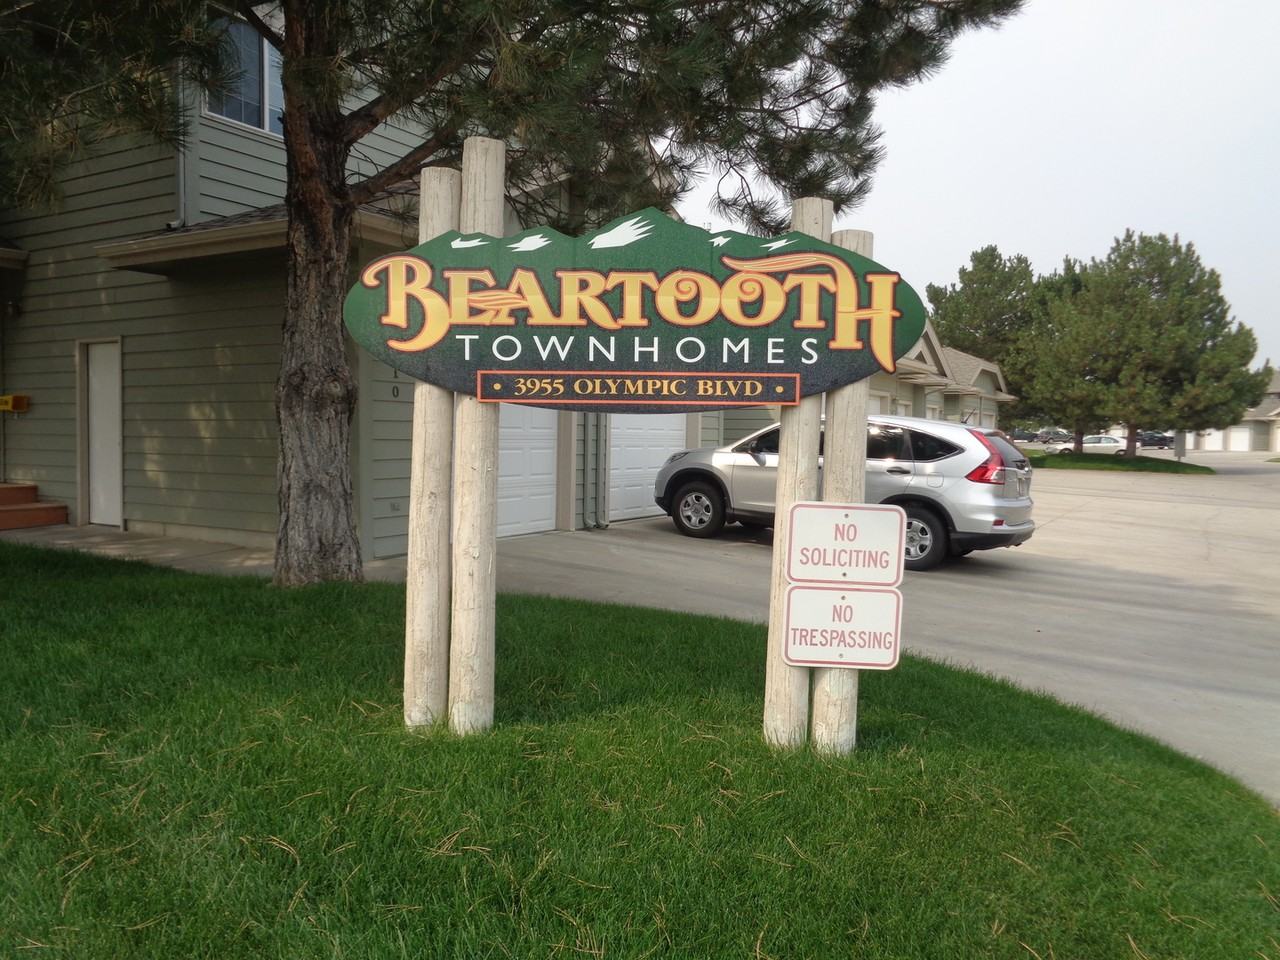 BEARTOOTH
TOWNHOMES
• 3955 OLYMPIC BLVD •
NO
SOLICITING
NO
TRESPASSING